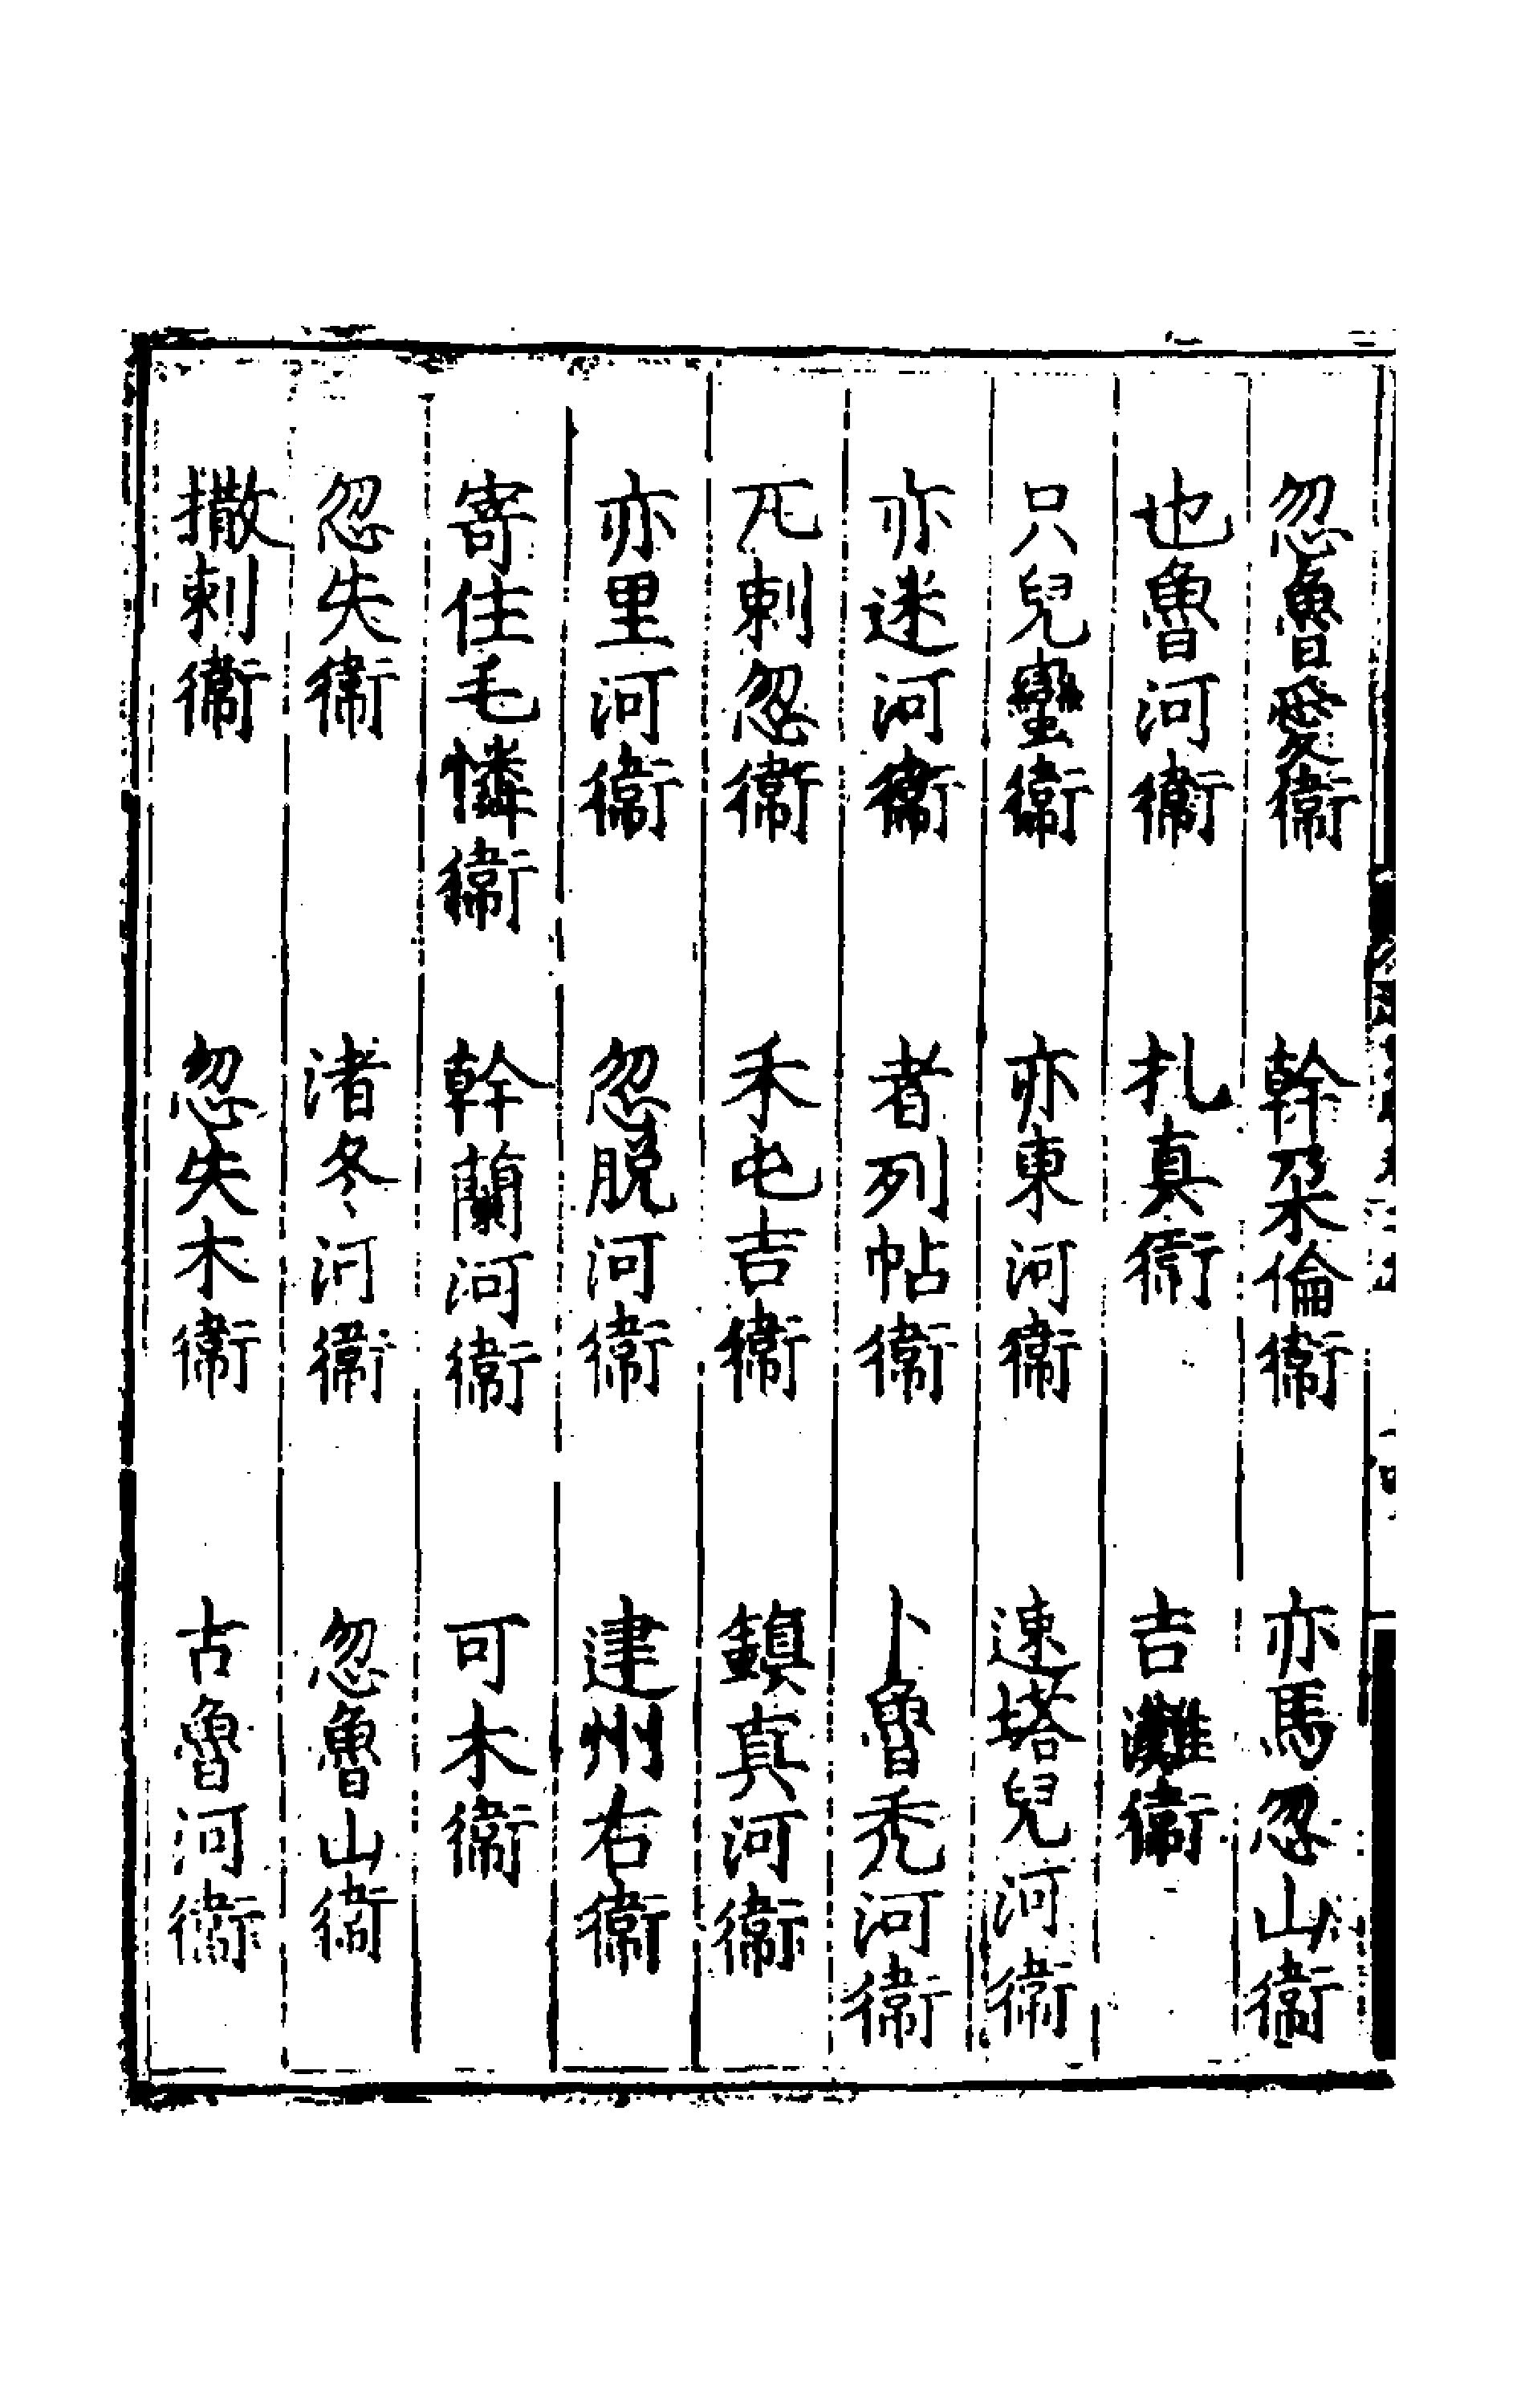 忽魯愛衛 幹朶倫衛 亦馬忽山衛
也魯河衛 扎真衛 吉灘衛
只兒蠻衛 亦東河衛 速塔兒河衛
亦迷河衛 者列帖衛 卜魯禿河衛
兀剌忽衛 禾屯吉衛 鎮真河衛
亦里河衛 忽脫河衛 建州右衛
寄住毛憐衛 幹蘭河衛 可木衛
忽失衛 渚冬河衛 忽魯山衛
撒剌衛 忽失木衛 古魯河衛